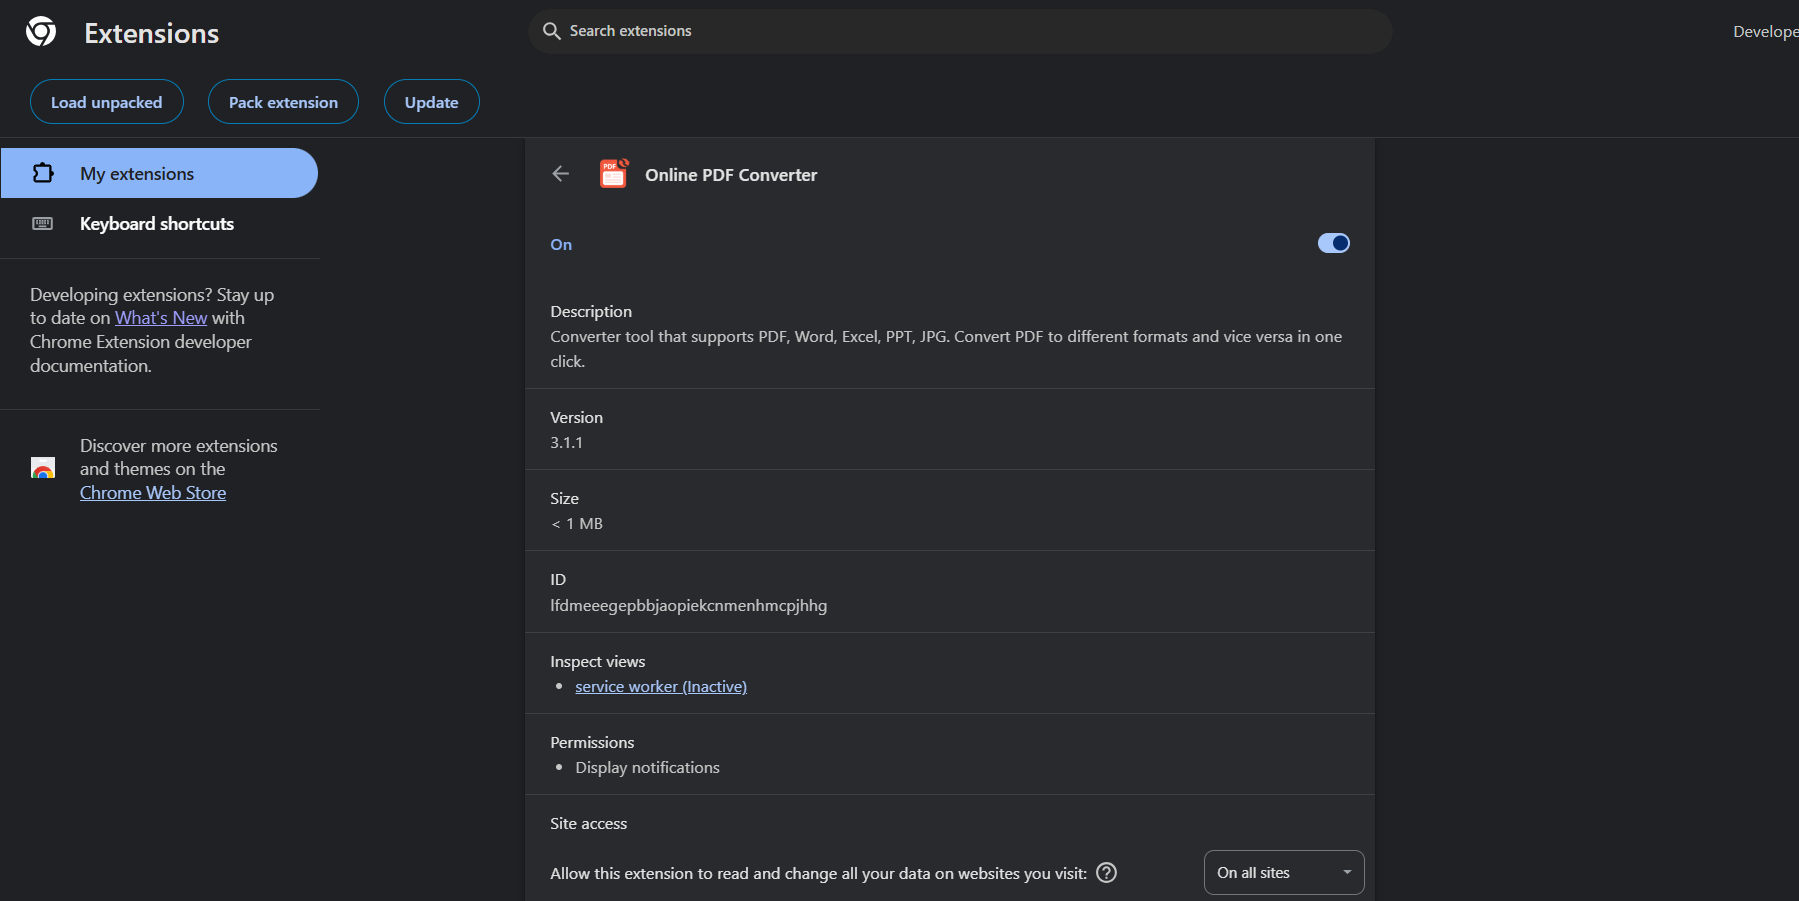 Extensions
Search extensions
Develope
Load unpacked
Pack extension
Update
My extensions
Keyboard shortcuts
Developing extensions? Stay up
to date on What's New with
Chrome Extension developer
documentation.
Discover more extensions
and themes on the
Chrome Web Store
PDF
Online PDF Converter
On
Description
Converter tool that supports PDF, Word, Excel, PPT, JPG. Convert PDF to different formats and vice versa in one
click.
Version
3.1.1
Size
< 1 MB
ID
lfdmeeegepbbjaopiekcnmenhmcpjhhg
Inspect views
• service worker (Inactive)
Permissions
• Display notifications
Site access
Allow this extension to read and change all your data on websites you visit:
On all sites